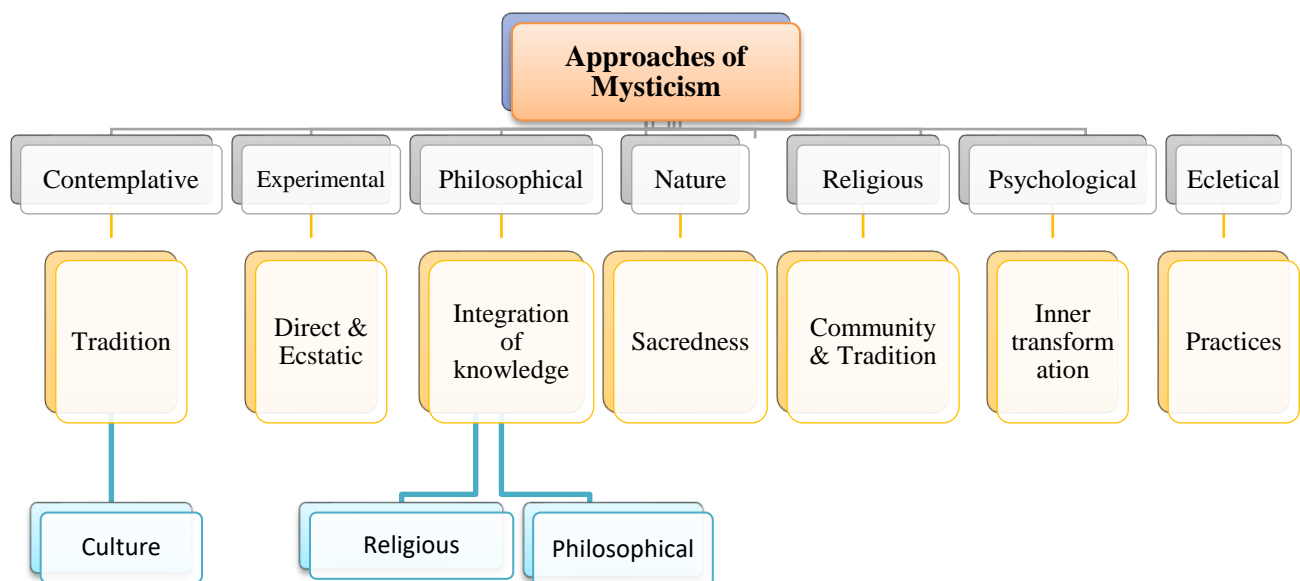 Approaches of
Mysticism
Contemplative
Experimental
Philosophical
Nature
Religious
Psychological
Ecletical
Tradition
Direct &
Ecstatic
Integration
of
knowledge
Sacredness
Community
& Tradition
Inner
transform
ation
Practices
Culture
Religious
Philosophical